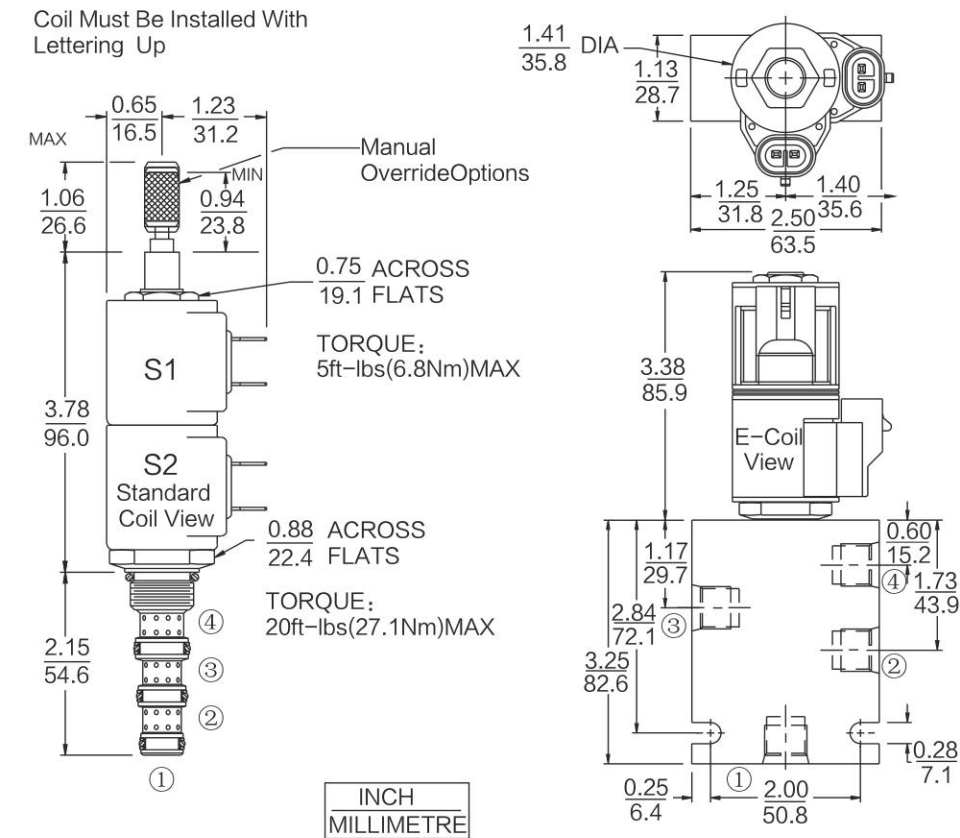 Coil Must Be Installed With
Lettering Up
0.65
16.5
1.23
31.2
MAX
1.06
26.6
MIN
0.94
23.8
Manual
OverrideOptions
0.75 ACROSS
19.1 FLATS
TORQUE:
5ft-lbs(6.8Nm)MAX
S1
3.78
96.0
S2
Standard
Coil View
0.88 ACROSS
22.4 FLATS
TORQUE:
20ft-lbs(27.1Nm)MAX
2.15
54.6
④
③
②
①
INCH
MILLIMETRE
1.41
35.8
DIA
1.13
28.7
1.25
31.8
1.40
35.6
2.50
63.5
3.38
85.9
E-Coil
View
1.17
29.7
2.84
72.1
3.25
82.6
③
0.60
15.2
④
1.73
43.9
②
0.28
7.1
0.25
6.4
①
2.00
50.8